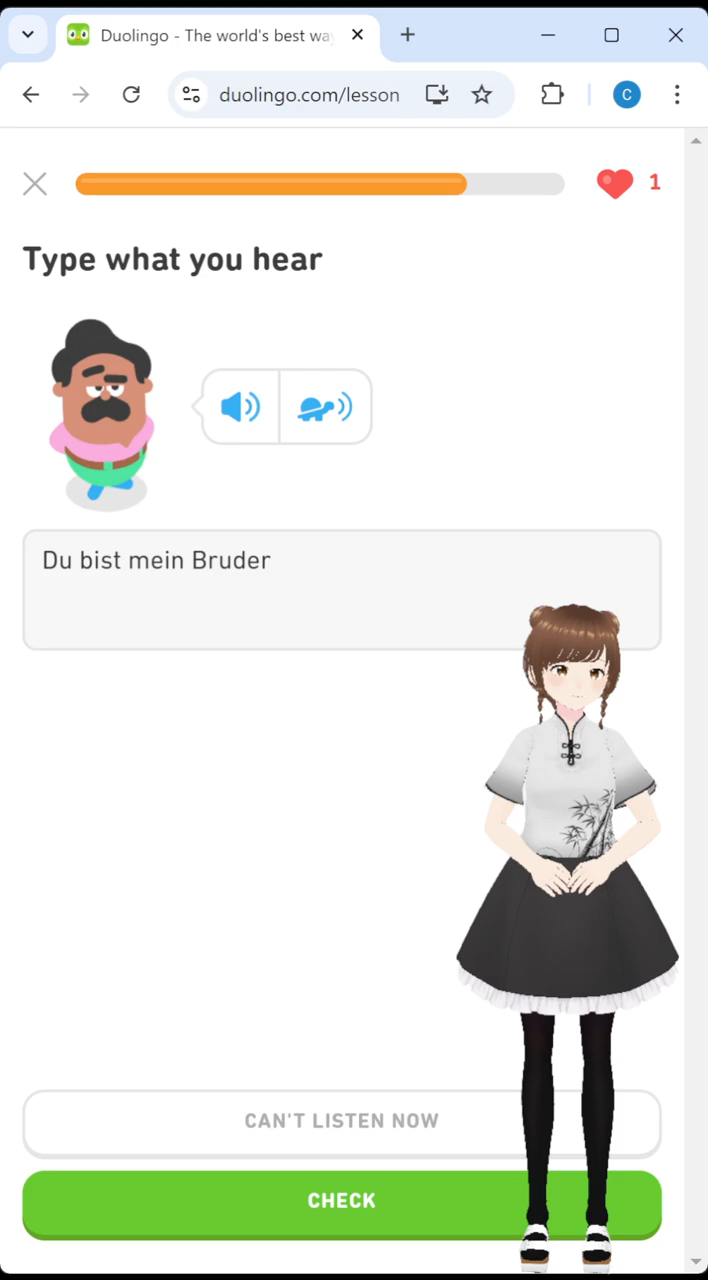 Duolingo - The world's best wa
duolingo.com/lesson
C
1
Type what you hear
Du bist mein Bruder
CAN'T LISTEN NOW
CHECK